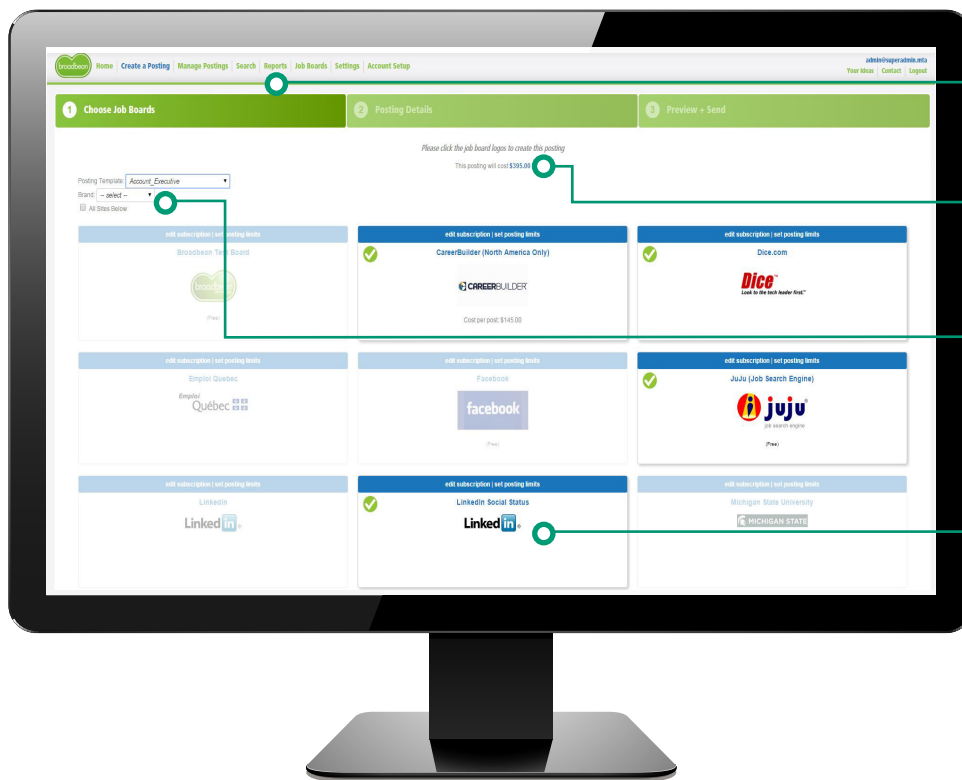 broadbean
Home Create a Posting Manage Postings Search Reports Job Boards Settings Account Setup
admin@superadmin.mta
Your Ideas Contact Logout
1 Choose Job Boards
2 Posting Details
3 Preview + Send
Please click the job board logos to create this posting
This posting will cost $395.00
Posting Template: Account_Executive
Brand: -- select --
All Sites Below
edit subscription | set posting limits
Broadbean Test Board
broadbean
(Free)
edit subscription | set posting limits
CareerBuilder (North America Only)
CAREERBUILDER
Cost per post: $145.00
edit subscription | set posting limits
Dice.com
Dice™
Look to the tech leader first.™
edit subscription | set posting limits
Emploi Quebec
Emploi
Québec
edit subscription | set posting limits
Facebook
facebook
(Free)
edit subscription | set posting limits
JuJu (Job Search Engine)
juju
job search engine
(Free)
edit subscription | set posting limits
LinkedIn
Linked in
edit subscription | set posting limits
LinkedIn Social Status
Linked in
edit subscription | set posting limits
Michigan State University
MICHIGAN STATE